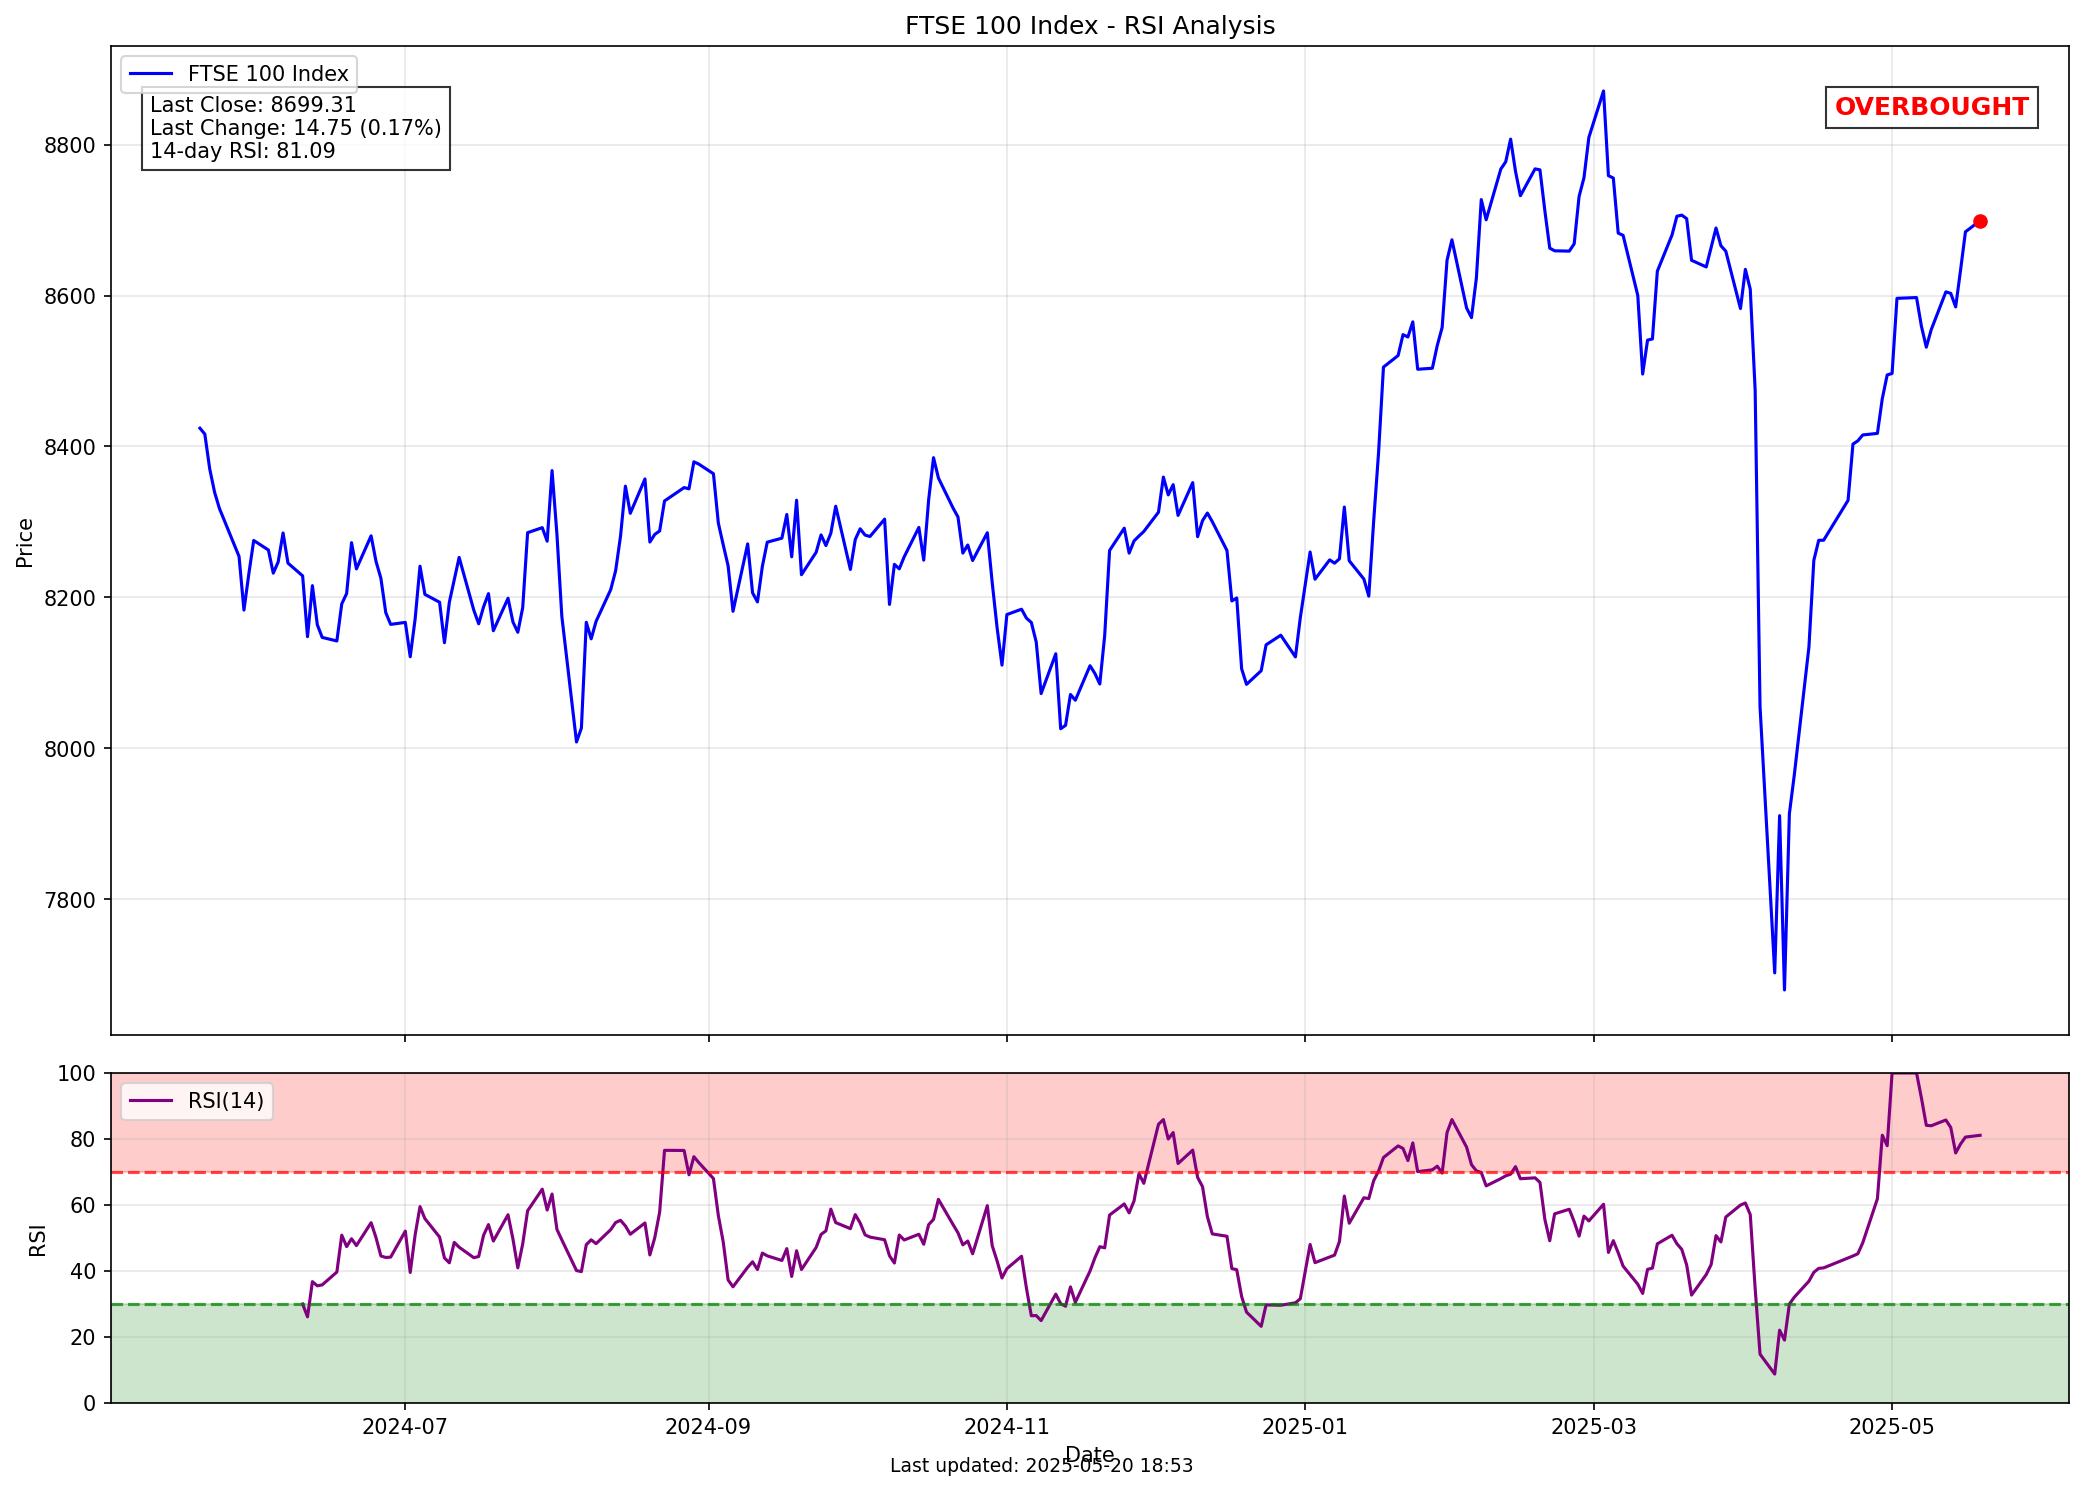 FTSE 100 Index - RSI Analysis
FTSE 100 Index
Last Close: 8699.31
Last Change: 14.75 (0.17%)
14-day RSI: 81.09
OVERBOUGHT
Price
8800
8600
8400
8200
8000
7800
RSI(14)
RSI
100
80
60
40
20
0
2024-07
2024-09
2024-11
2025-01
2025-03
2025-05
Date
Last updated: 2025-05-20 18:53